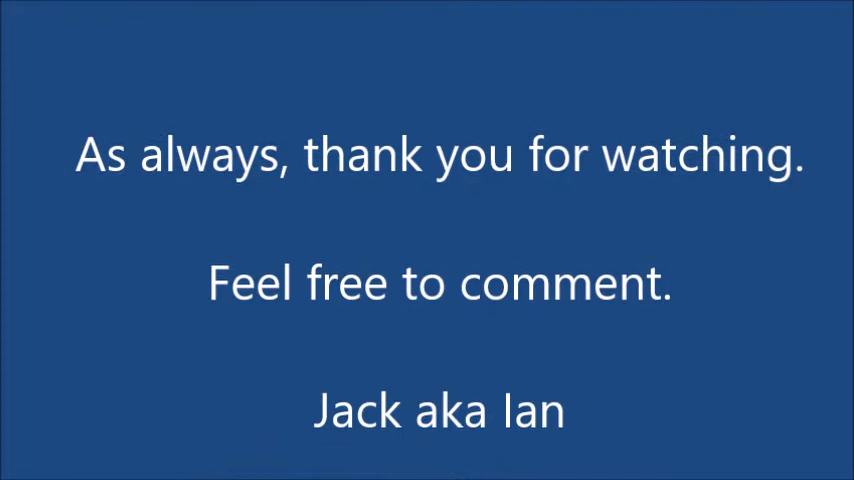 As always, thank you for watching.
Feel free to comment.
Jack aka Ian